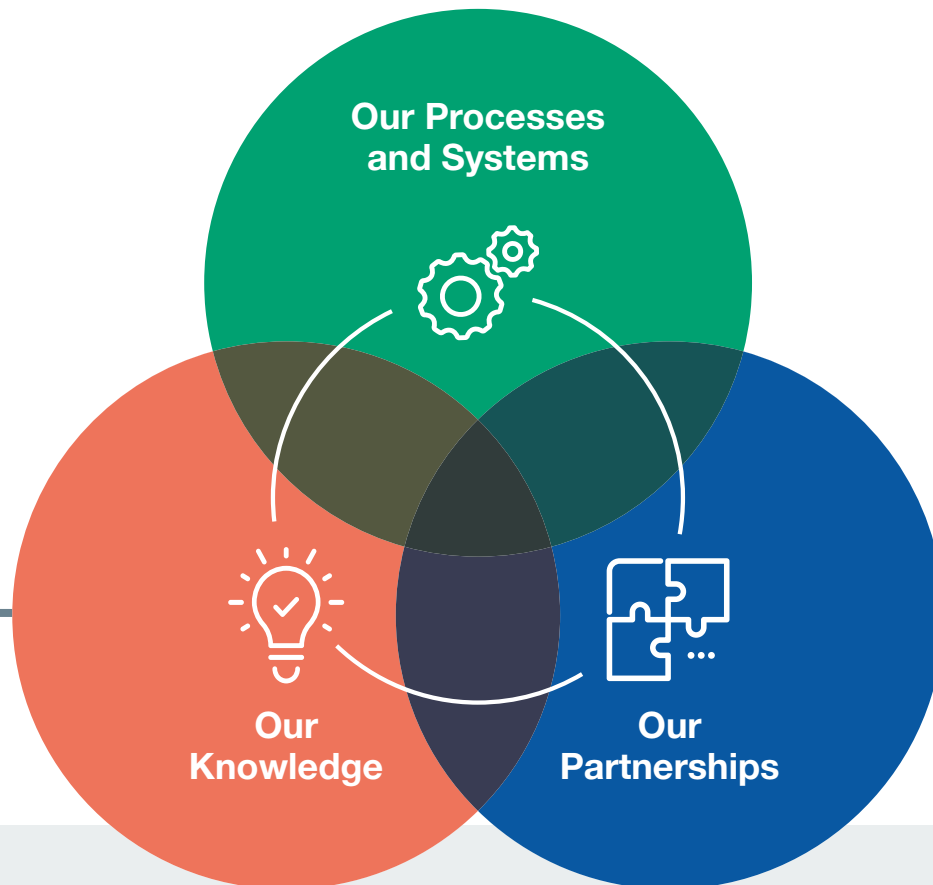 Our Processes
and Systems
Our
Knowledge
Our
Partnerships